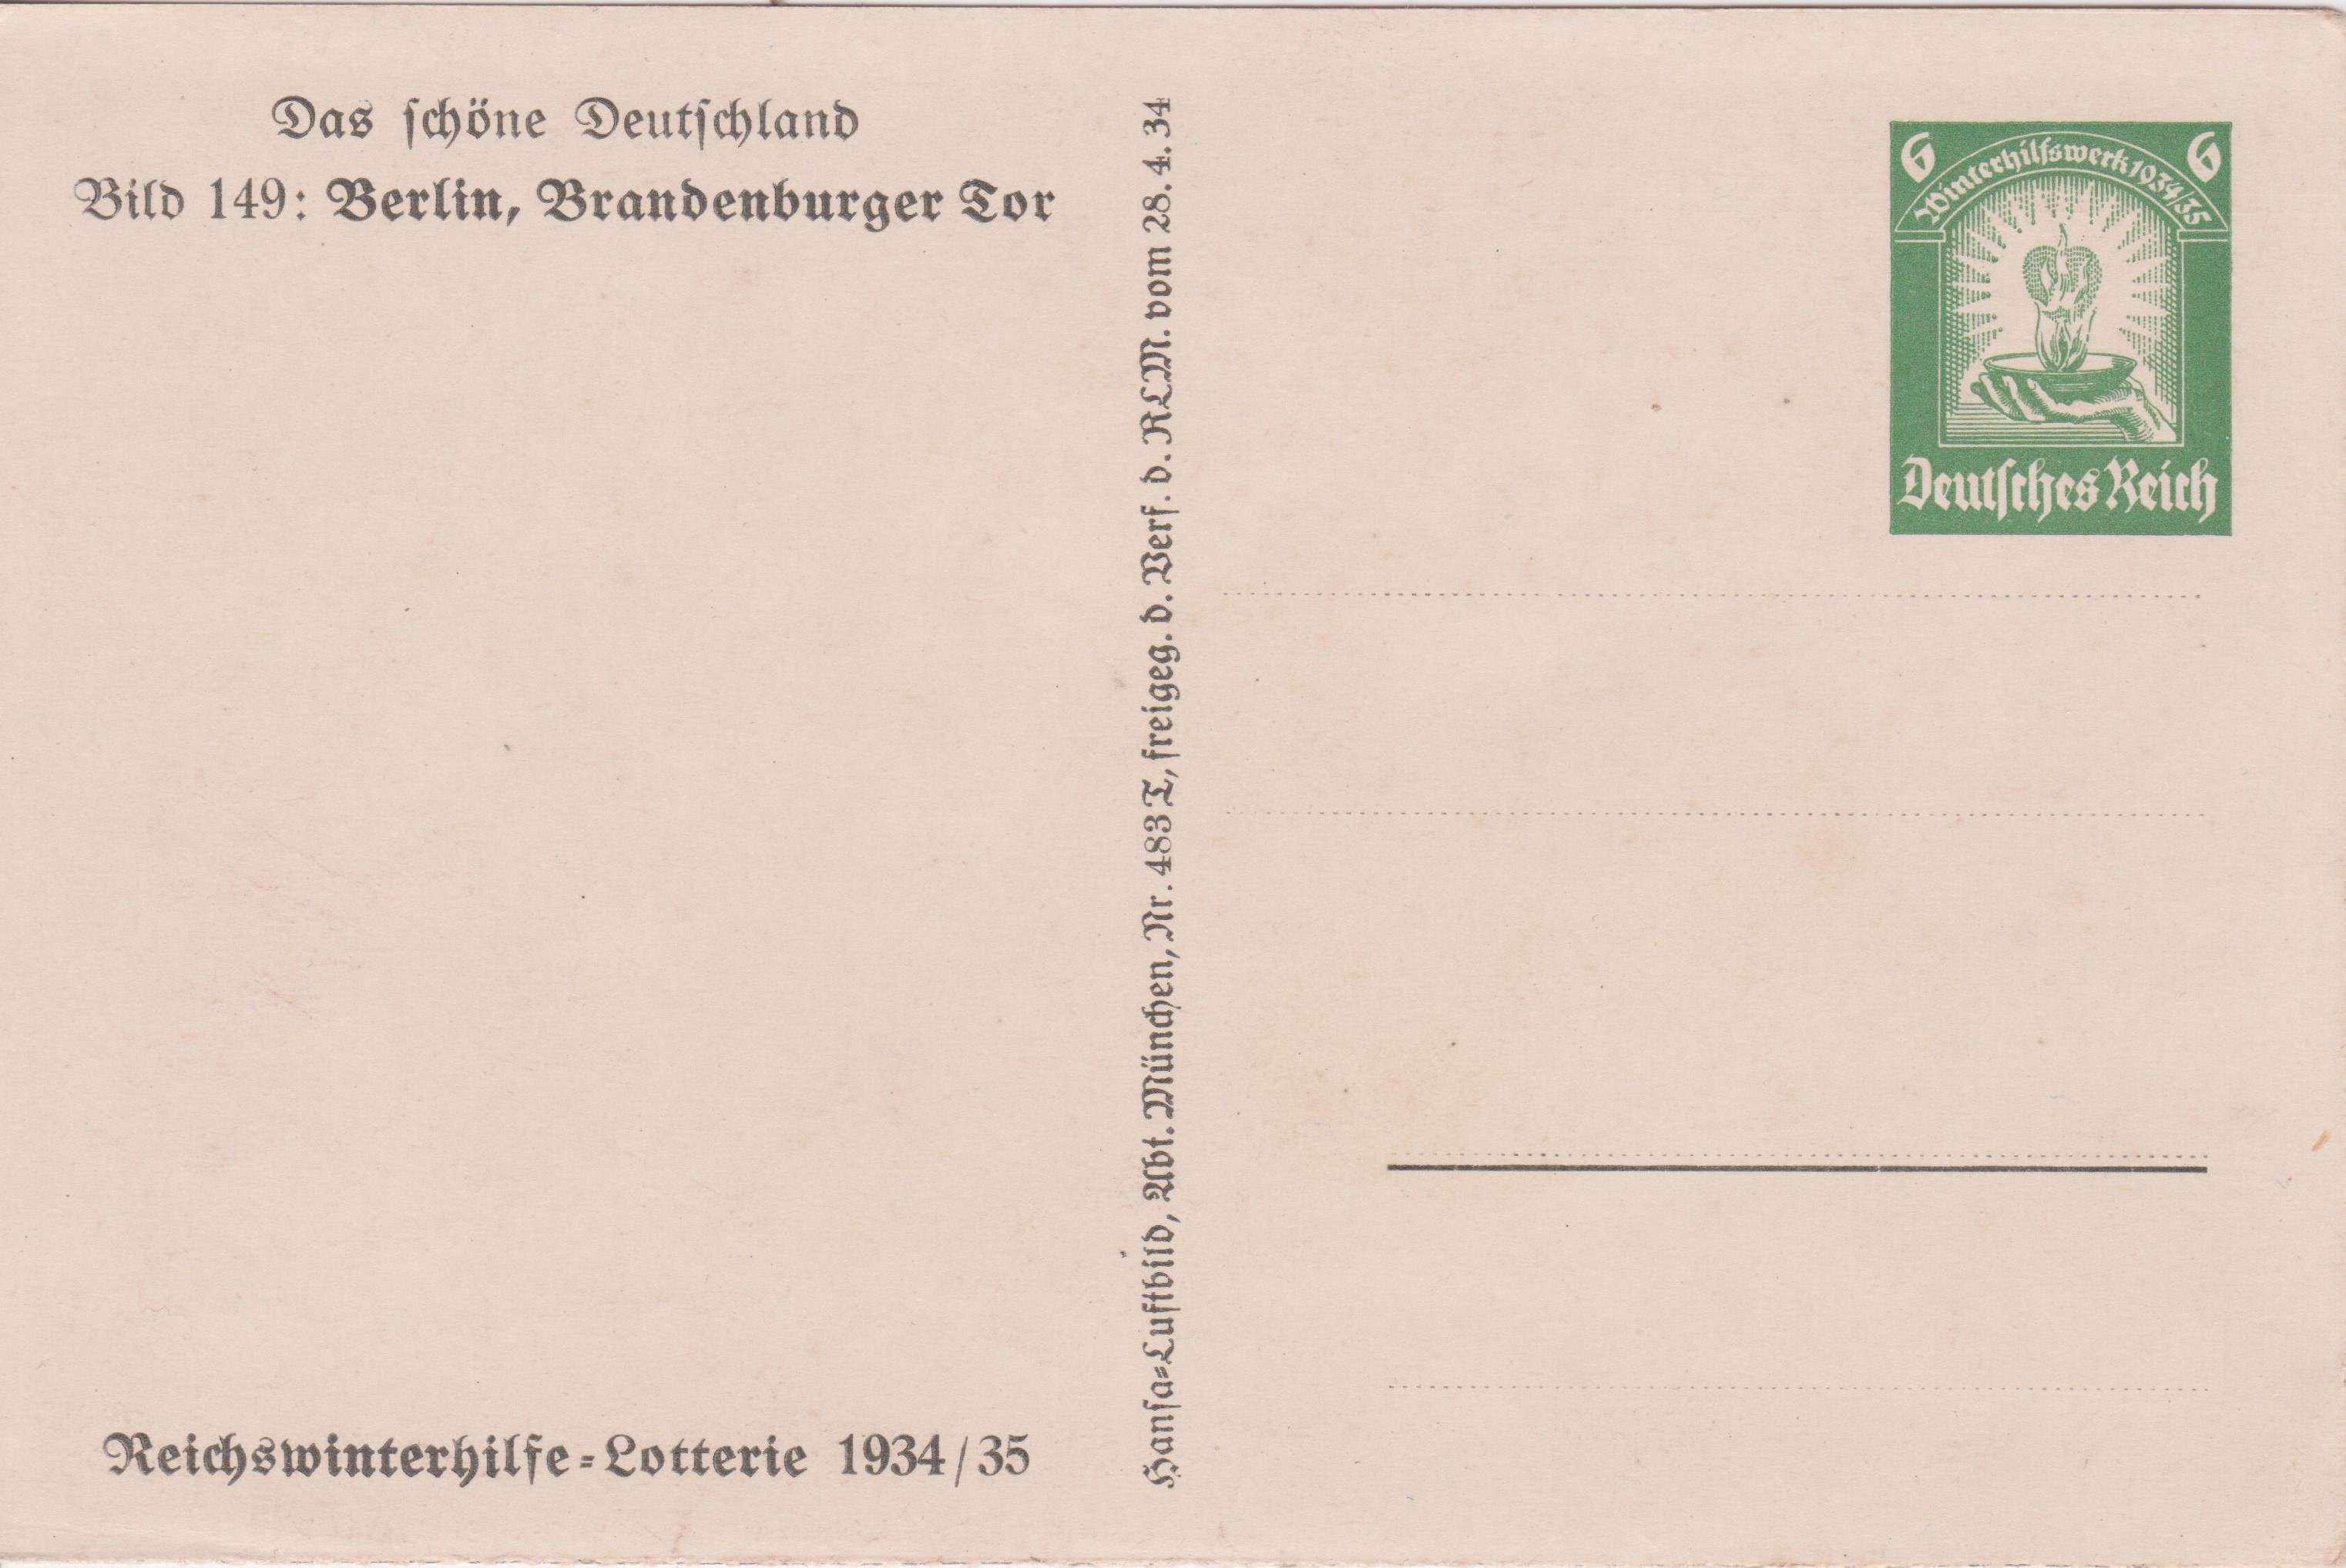 Das schöne Deutschland
Bild 149: Berlin, Brandenburger Tor
Reichswinterhilfe-Lotterie 1934/35
Hansa-Luftbild, Abt. München, Nr. 483 T, freigeg. d. Verf. d. RLM. vom 28. 4. 34
6 6
Winterhilfswerk 1934/35
Deutsches Reich